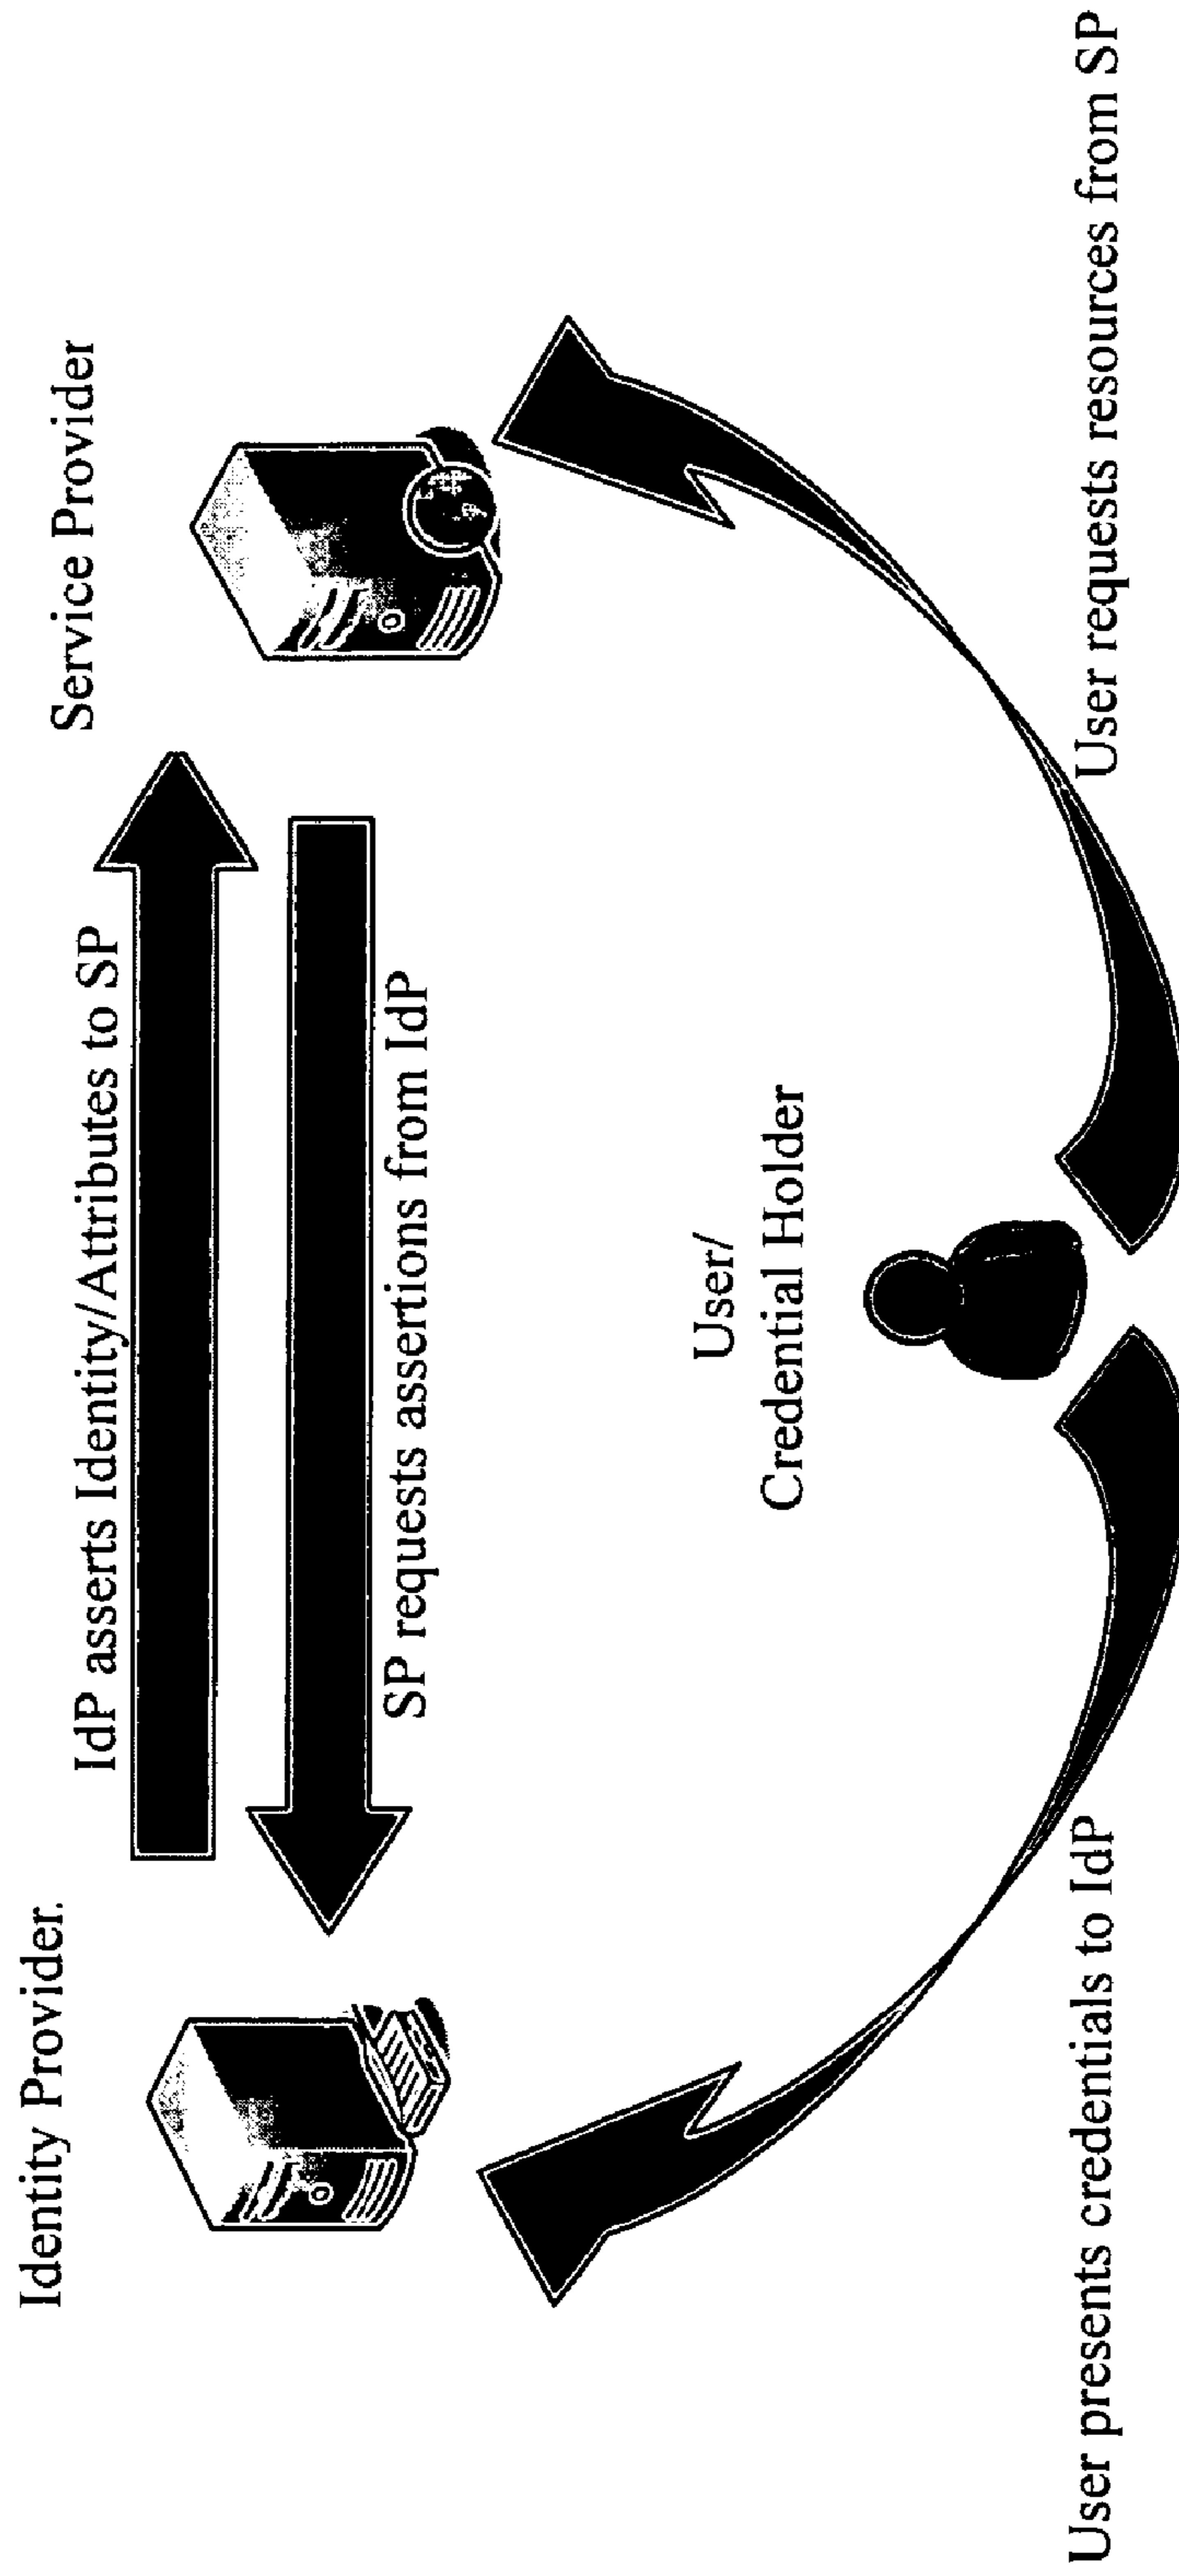 Identity Provider.
Service Provider
IdP asserts Identity/Attributes to SP
SP requests assertions from IdP
User/
Credential Holder
User presents credentials to IdP
User requests resources from SP